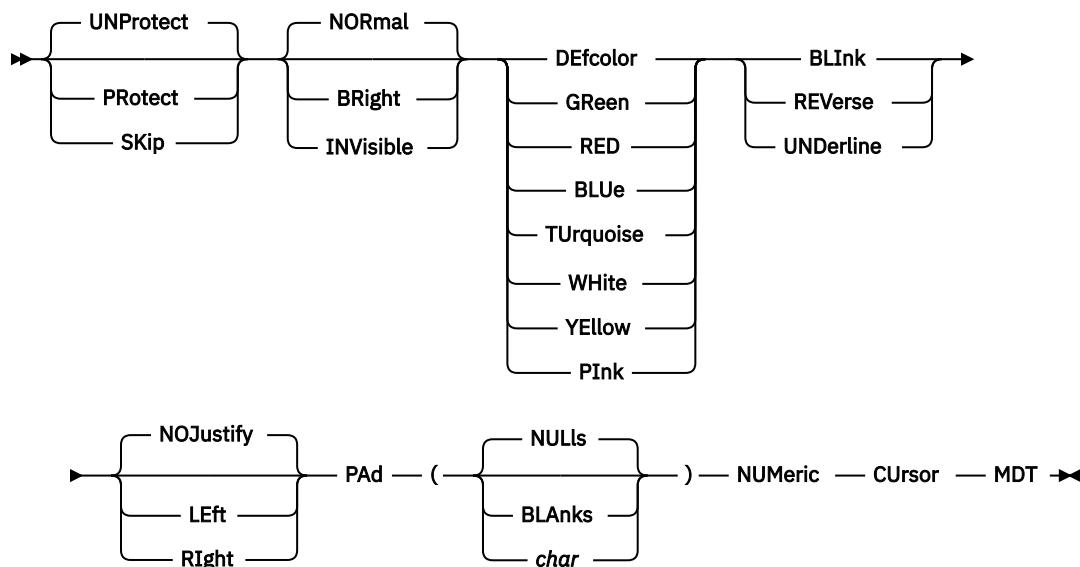 UNProtect NORmal
DEfcolor BLInk
PRotect BRight GReen REVerse
SKip INVisible RED UNDerline
BLUe
TUrquoise
WHite
YEllow
PInk
NOJustify NULls
PAd ( ) NUMeric CUrsor MDT
LEft BLAnks
RIght char